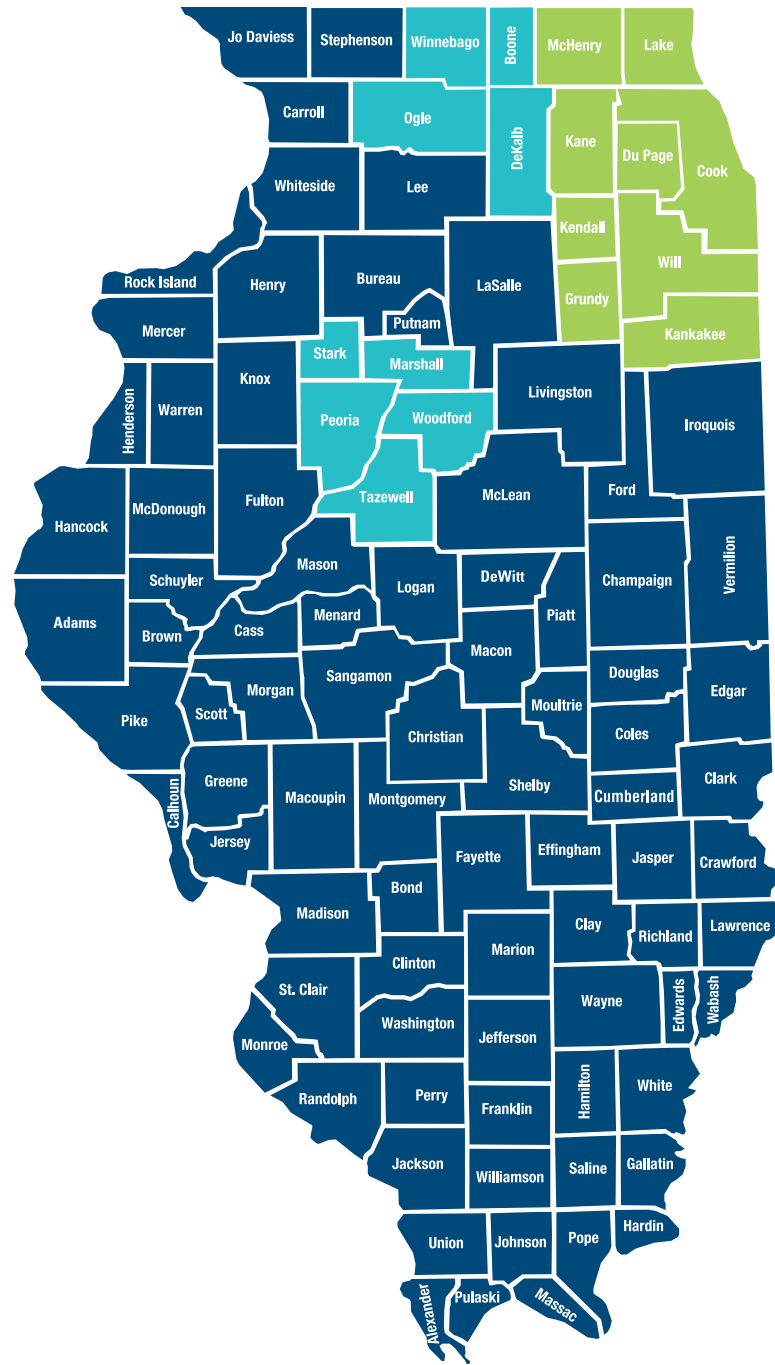 Jo Daviess
Stephenson
Winnebago
Boone
McHenry
Lake
Carroll
Ogle
DeKalb
Kane
Du Page
Cook
Whiteside
Lee
Kendall
Will
Rock Island
Henry
Bureau
LaSalle
Grundy
Mercer
Putnam
Kankakee
Stark
Marshall
Knox
Henderson
Warren
Peoria
Woodford
Livingston
Iroquois
Hancock
McDonough
Fulton
Tazewell
McLean
Ford
Mason
Schuyler
Logan
DeWitt
Champaign
Vermillion
Adams
Brown
Cass
Menard
Piatt
Macon
Sangamon
Douglas
Pike
Scott
Morgan
Moultrie
Edgar
Christian
Coles
Calhoun
Greene
Macoupin
Montgomery
Shelby
Cumberland
Clark
Jersey
Fayette
Effingham
Jasper
Crawford
Madison
Bond
Clay
Richland
Lawrence
Marion
Clinton
St. Clair
Wayne
Edwards
Wabash
Washington
Jefferson
Monroe
Randolph
Perry
Franklin
Hamilton
White
Jackson
Williamson
Saline
Gallatin
Union
Johnson
Pope
Hardin
Alexander
Pulaski
Massac